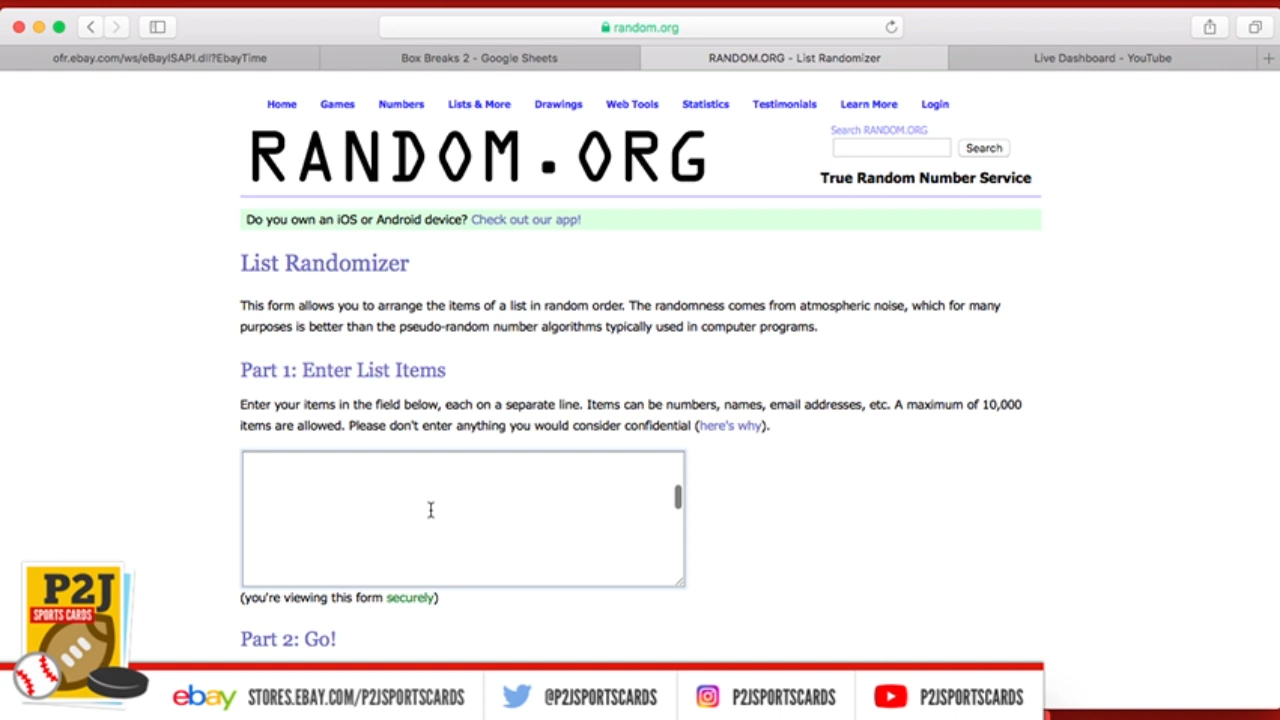 random.org
ofr.ebay.com/ws/eBayISAPI.dll?EbayTime
Box Breaks 2 - Google Sheets
RANDOM.ORG - List Randomizer
Live Dashboard - YouTube
Home Games Numbers Lists & More Drawings Web Tools Statistics Testimonials Learn More Login
RANDOM.ORG
Search RANDOM.ORG
Search
True Random Number Service
Do you own an iOS or Android device? Check out our app!
List Randomizer
This form allows you to arrange the items of a list in random order. The randomness comes from atmospheric noise, which for many
purposes is better than the pseudo-random number algorithms typically used in computer programs.
Part 1: Enter List Items
Enter your items in the field below, each on a separate line. Items can be numbers, names, email addresses, etc. A maximum of 10,000
items are allowed. Please don't enter anything you would consider confidential (here's why).
(you're viewing this form securely)
Part 2: Go!
P2J
SPORTS CARDS
ebay STORES.EBAY.COM/P2JSPORTSCARDS
@P2JSPORTSCARDS
P2JSPORTSCARDS
P2JSPORTSCARDS